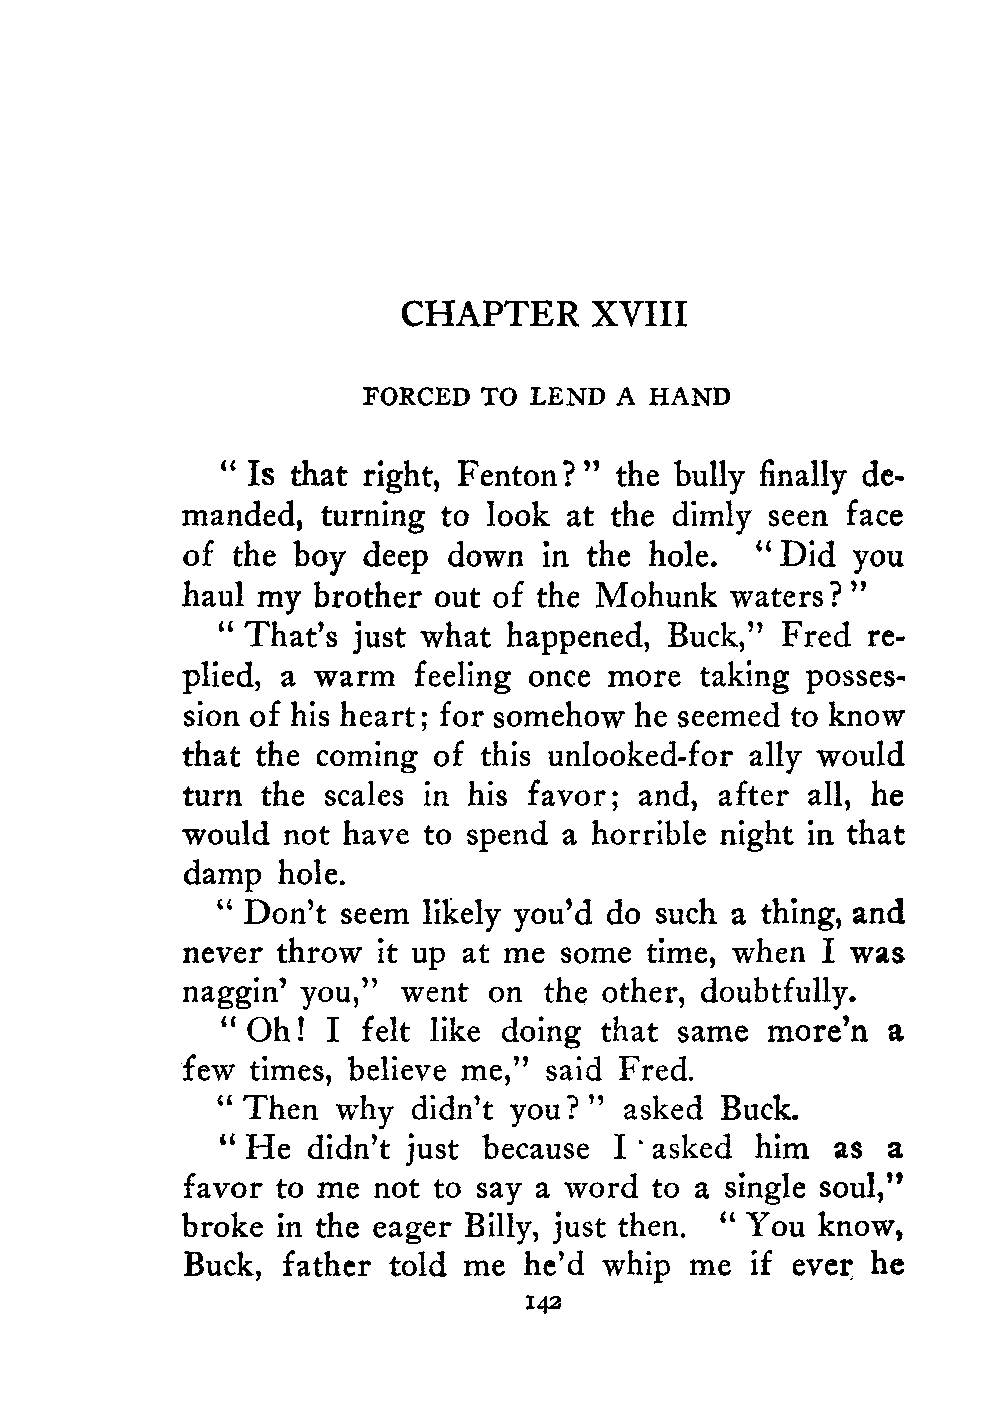 CHAPTER XVIII
FORCED TO LEND A HAND
" Is that right, Fenton? " the bully finally de-
manded, turning to look at the dimly seen face
of the boy deep down in the hole. " Did you
haul my brother out of the Mohunk waters? "
" That's just what happened, Buck," Fred re-
plied, a warm feeling once more taking posses-
sion of his heart; for somehow he seemed to know
that the coming of this unlooked-for ally would
turn the scales in his favor; and, after all, he
would not have to spend a horrible night in that
damp hole.
" Don't seem likely you'd do such a thing, and
never throw it up at me some time, when I was
naggin' you," went on the other, doubtfully.
" Oh! I felt like doing that same more'n a
few times, believe me," said Fred.
" Then why didn't you? " asked Buck.
" He didn't just because I asked him as a
favor to me not to say a word to a single soul,"
broke in the eager Billy, just then. " You know,
Buck, father told me he'd whip me if ever he
142